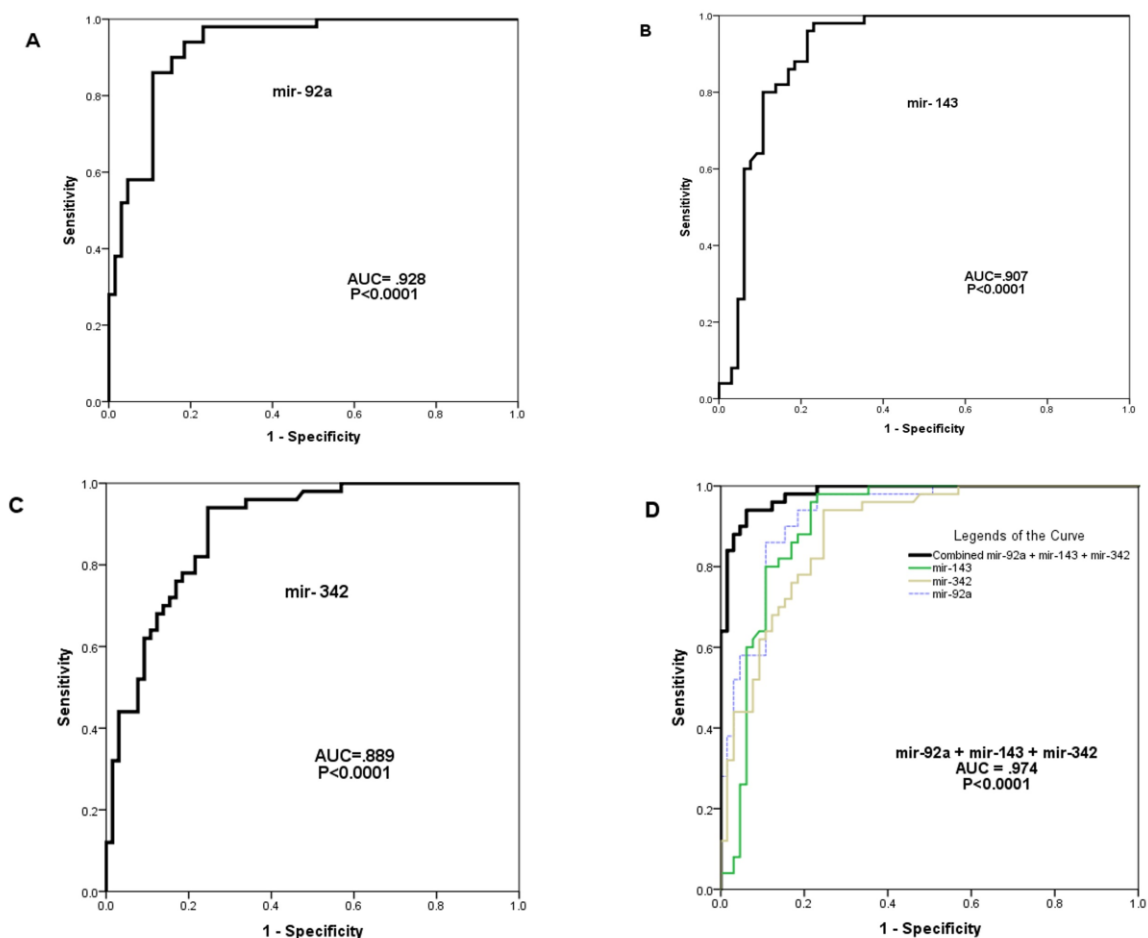 A
1.0
0.8
0.6
0.4
0.2
0.0
Sensitivity
mir- 92a
AUC= .928
P<0.0001
0.0 0.2 0.4 0.6 0.8 1.0
1 - Specificity
B
1.0
0.8
0.6
0.4
0.2
0.0
Sensitivity
mir- 143
AUC=.907
P<0.0001
0.0 0.2 0.4 0.6 0.8 1.0
1 - Specificity
C
1.0
0.8
0.6
0.4
0.2
0.0
Sensitivity
mir- 342
AUC=.889
P<0.0001
0.0 0.2 0.4 0.6 0.8 1.0
1 - Specificity
D
1.0
0.8
0.6
0.4
0.2
0.0
Sensitivity
Legends of the Curve
Combined mir-92a + mir-143 + mir-342
mir-143
mir-342
mir-92a
mir-92a + mir-143 + mir-342
AUC = .974
P<0.0001
0.0 0.2 0.4 0.6 0.8 1.0
1 - Specificity